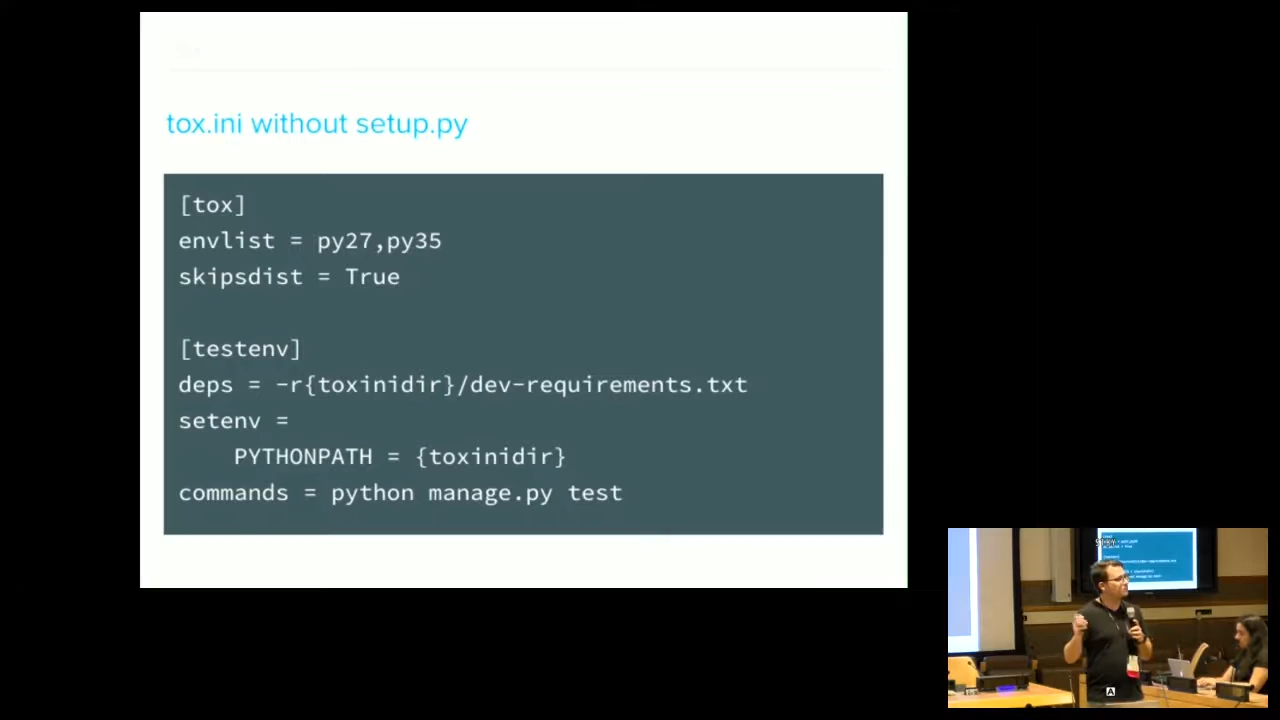 tox.ini without setup.py
[tox]
envlist = py27,py35
skipsdist = True
[testenv]
deps = -r{toxinidir}/dev-requirements.txt
setenv =
PYTHONPATH = {toxinidir}
commands = python manage.py test
A